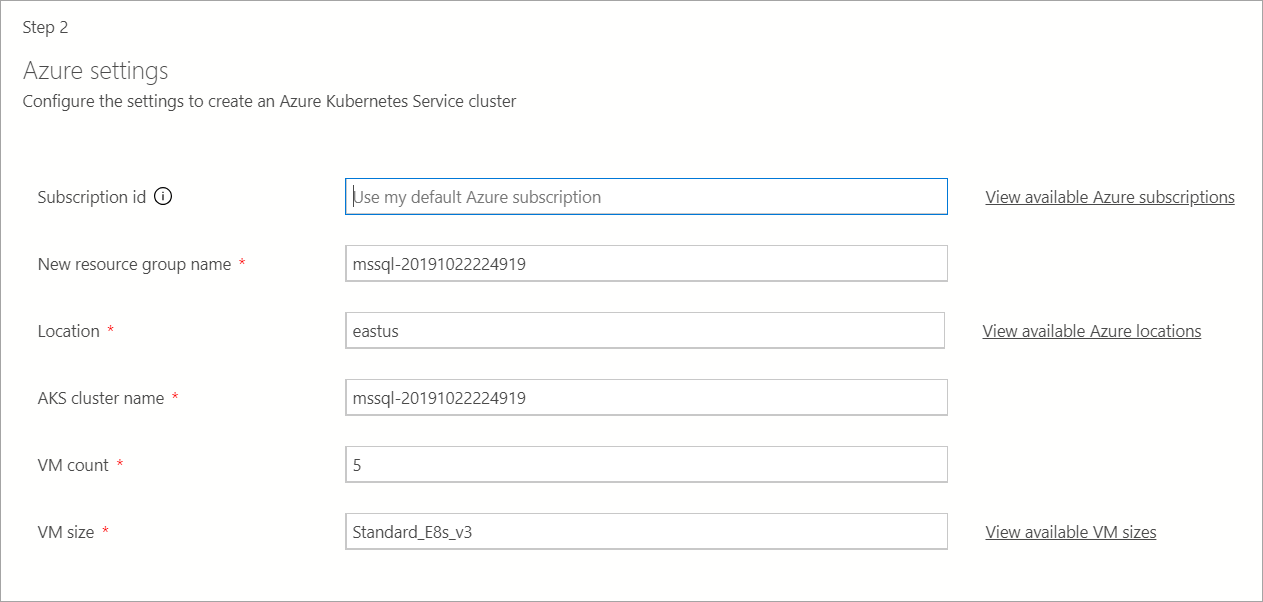 Step 2
Azure settings
Configure the settings to create an Azure Kubernetes Service cluster
Subscription id Use my default Azure subscription View available Azure subscriptions
New resource group name * mssql-20191022224919
Location * eastus View available Azure locations
AKS cluster name * mssql-20191022224919
VM count * 5
VM size * Standard_E8s_v3 View available VM sizes